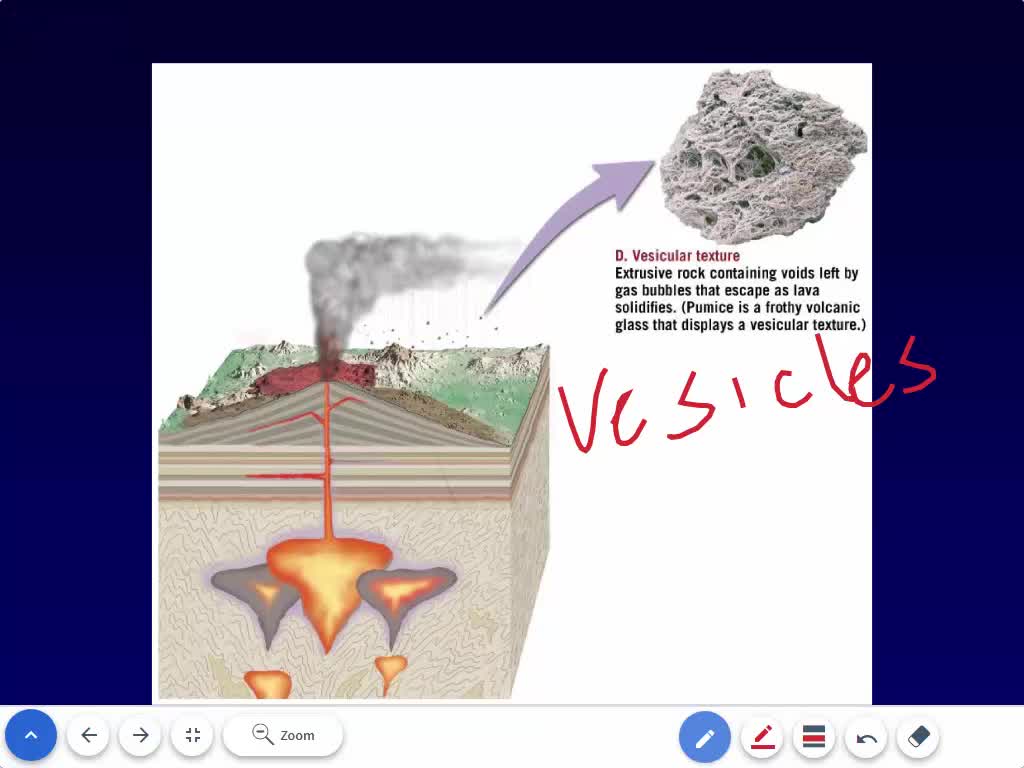 D. Vesicular texture
Extrusive rock containing voids left by
gas bubbles that escape as lava
solidifies. (Pumice is a frothy volcanic
glass that displays a vesicular texture.)
Vesicles
Zoom